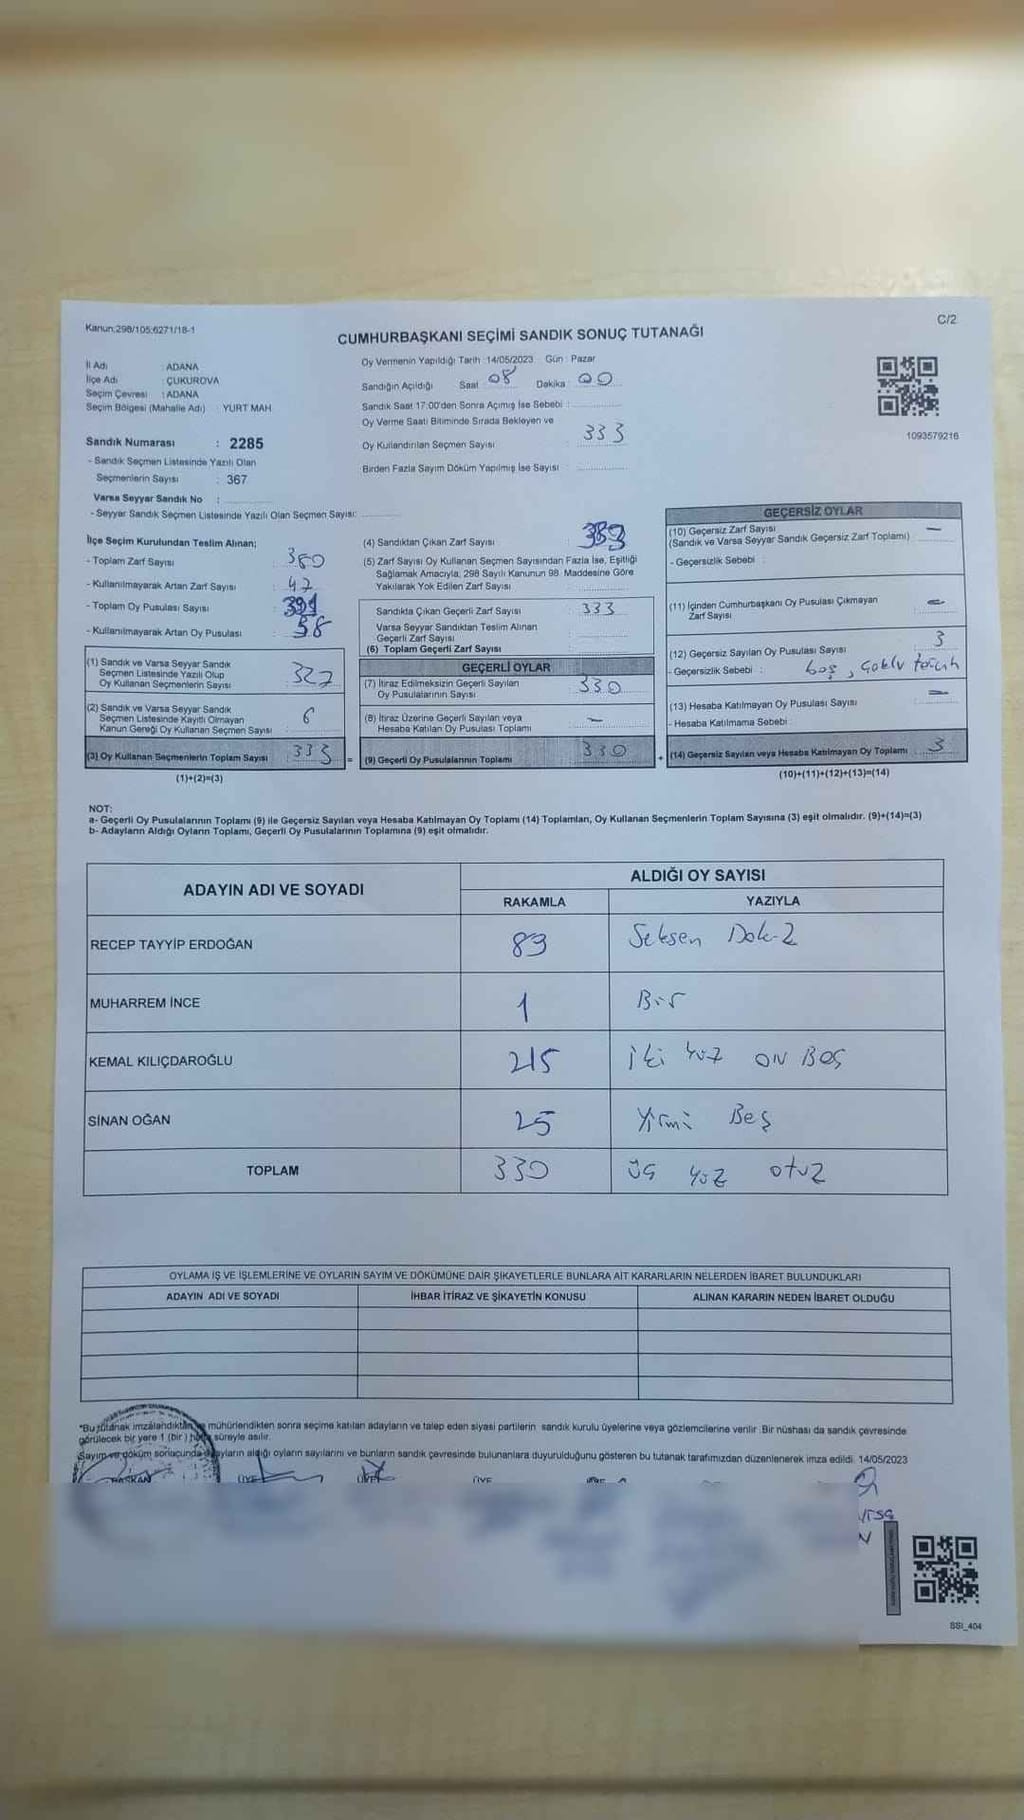 Kanun:298/105;6271/18-1
C/2
CUMHURBAŞKANI SEÇİMİ SANDIK SONUÇ TUTANAĞI
İl Adı : ADANA
İlçe Adı : ÇUKUROVA
Seçim Çevresi : ADANA
Seçim Bölgesi (Mahalle Adı) : YURT MAH
Sandık Numarası : 2285
- Sandık Seçmen Listesinde Yazılı Olan
Seçmenlerin Sayısı : 367
Varsa Seyyar Sandık No :
- Seyyar Sandık Seçmen Listesinde Yazılı Olan Seçmen Sayısı:
Oy Vermenin Yapıldığı Tarih :14/05/2023 Gün : Pazar
Sandığın Açıldığı Saat 08 Dakika : 00
Sandık Saat 17:00'den Sonra Açmış İse Sebebi :
Oy Verme Saati Bitiminde Sırada Bekleyen ve
Oy Kullandırılan Seçmen Sayısı : 333
Birden Fazla Sayım Döküm Yapılmış İse Sayısı
1093579216
İlçe Seçim Kurulundan Teslim Alınan;
- Toplam Zarf Sayısı : 380
- Kullanılmayarak Artan Zarf Sayısı : 47
- Toplam Oy Pusulası Sayısı : 391
- Kullanılmayarak Artan Oy Pusulası : 58
(1) Sandık ve Varsa Seyyar Sandık
Seçmen Listesinde Yazılı Olup
Oy Kullanan Seçmenlerin Sayısı 327
(2) Sandık ve Varsa Seyyar Sandık
Seçmen Listesinde Kayıtlı Olmayan
Kanun Gereği Oy Kullanan Seçmen Sayısı 6
(3) Oy Kullanan Seçmenlerin Toplam Sayısı 333
(1)+(2)=(3)
(4) Sandıktan Çıkan Zarf Sayısı : 333
(5) Zarf Sayısı Oy Kullanan Seçmen Sayısından Fazla İse, Eşitliği
Sağlamak Amacıyla, 298 Sayılı Kanunun 98. Maddesine Göre
Yakılarak Yok Edilen Zarf Sayısı
Sandıkta Çıkan Geçerli Zarf Sayısı 333
Varsa Seyyar Sandıktan Teslim Alınan
Geçerli Zarf Sayısı
(6) Toplam Geçerli Zarf Sayısı
GEÇERLİ OYLAR
(7) İtiraz Edilmeksizin Geçerli Sayılan
Oy Pusulalarının Sayısı 330
(8) İtiraz Üzerine Geçerli Sayılan veya
Hesaba Katılan Oy Pusulası Toplamı –
(9) Geçerli Oy Pusulalarının Toplamı 330
GEÇERSİZ OYLAR
(10) Geçersiz Zarf Sayısı –
(Sandık ve Varsa Seyyar Sandık Geçersiz Zarf Toplamı)
- Geçersizlik Sebebi :
(11) İçinden Cumhurbaşkanı Oy Pusulası Çıkmayan
Zarf Sayısı –
(12) Geçersiz Sayılan Oy Pusulası Sayısı 3
- Geçersizlik Sebebi : boş, çoklu tercih
(13) Hesaba Katılmayan Oy Pusulası Sayısı –
- Hesaba Katılmama Sebebi
(14) Geçersiz Sayılan veya Hesaba Katılmayan Oy Toplamı 3
(10)+(11)+(12)+(13)=(14)
NOT:
a- Geçerli Oy Pusulalarının Toplamı (9) ile Geçersiz Sayılan veya Hesaba Katılmayan Oy Toplamı (14) Toplamları, Oy Kullanan Seçmenlerin Toplam Sayısına (3) eşit olmalıdır. (9)+(14)=(3)
b- Adayların Aldığı Oyların Toplamı, Geçerli Oy Pusulalarının Toplamına (9) eşit olmalıdır.
ADAYIN ADI VE SOYADI ALDIĞI OY SAYISI
RAKAMLA YAZIYLA
RECEP TAYYİP ERDOĞAN 89 Seksen Dokuz
MUHARREM İNCE 1 Bir
KEMAL KILIÇDAROĞLU 215 iki yüz ON BEŞ
SİNAN OĞAN 25 Yirmi Beş
TOPLAM 330 üç yüz otuz
OYLAMA İŞ VE İŞLEMLERİNE VE OYLARIN SAYIM VE DÖKÜMÜNE DAİR ŞİKAYETLERLE BUNLARA AİT KARARLARIN NELERDEN İBARET BULUNDUKLARI
ADAYIN ADI VE SOYADI İHBAR İTİRAZ VE ŞİKAYETİN KONUSU ALINAN KARARIN NEDEN İBARET OLDUĞU
*Bu tutanak imzalandıktan ve mühürlendikten sonra seçime katılan adayların ve talep eden siyasi partilerin sandık kurulu üyelerine veya gözlemcilerine verilir. Bir nüshası da sandık çevresinde
görülecek bir yere 1 (bir) hafta süreyle asılır.
Sayım ve döküm sonucunda adayların aldığı oyların sayılarını ve bunların sandık çevresinde bulunanlara duyurulduğunu gösteren bu tutanak tarafımızdan düzenlenerek imza edildi. 14/05/2023
BAŞKAN ÜYE ÜYE ÜYE
SSI_404